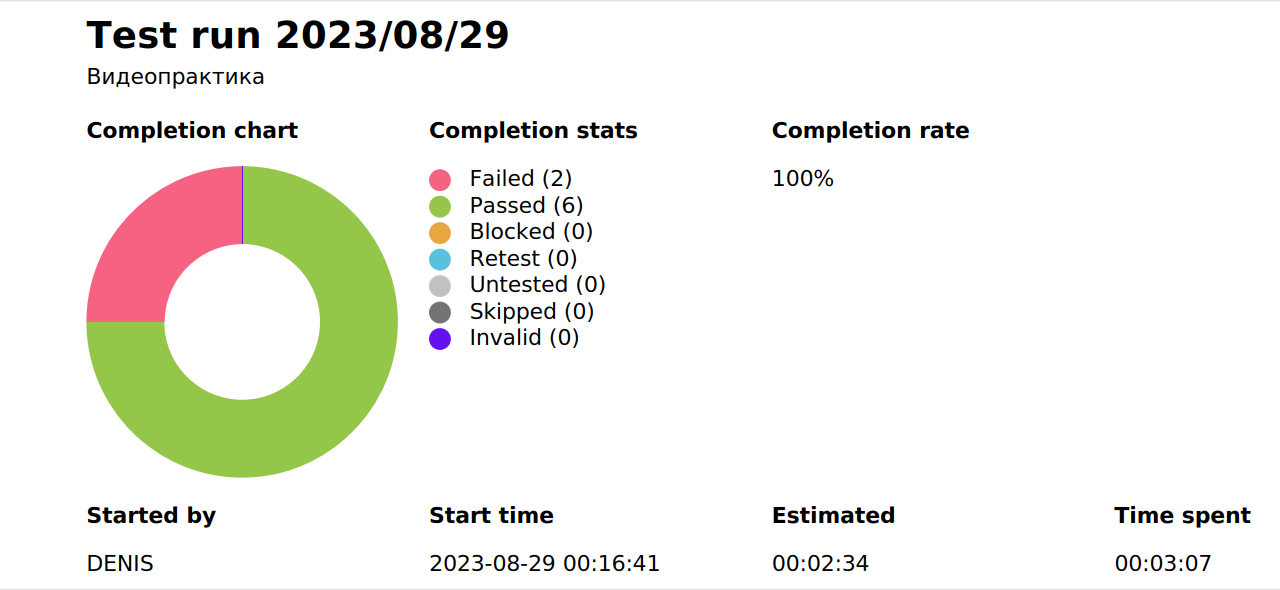 Test run 2023/08/29
Видеопрактика
Completion chart
Completion stats
Completion rate
Failed (2)
Passed (6)
Blocked (0)
Retest (0)
Untested (0)
Skipped (0)
Invalid (0)
100%
Started by
Start time
Estimated
Time spent
DENIS
2023-08-29 00:16:41
00:02:34
00:03:07